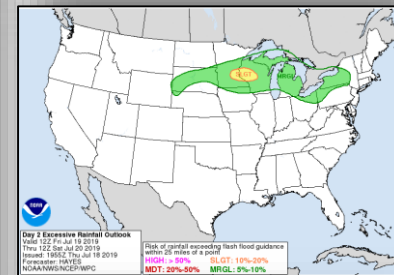 SLGT
MRGL
NOAA
Day 2 Excessive Rainfall Outlook
Valid 12Z Fri Jul 19 2019
Thru 12Z Sat Jul 20 2019
Issued: 1955Z Thu Jul 18 2019
Forecaster: HAYES
NOAA/NWS/NCEP/WPC
Risk of rainfall exceeding flash flood guidance
within 25 miles of a point
HIGH: > 50% SLGT: 10%-20%
MDT: 20%-50% MRGL: 5%-10%